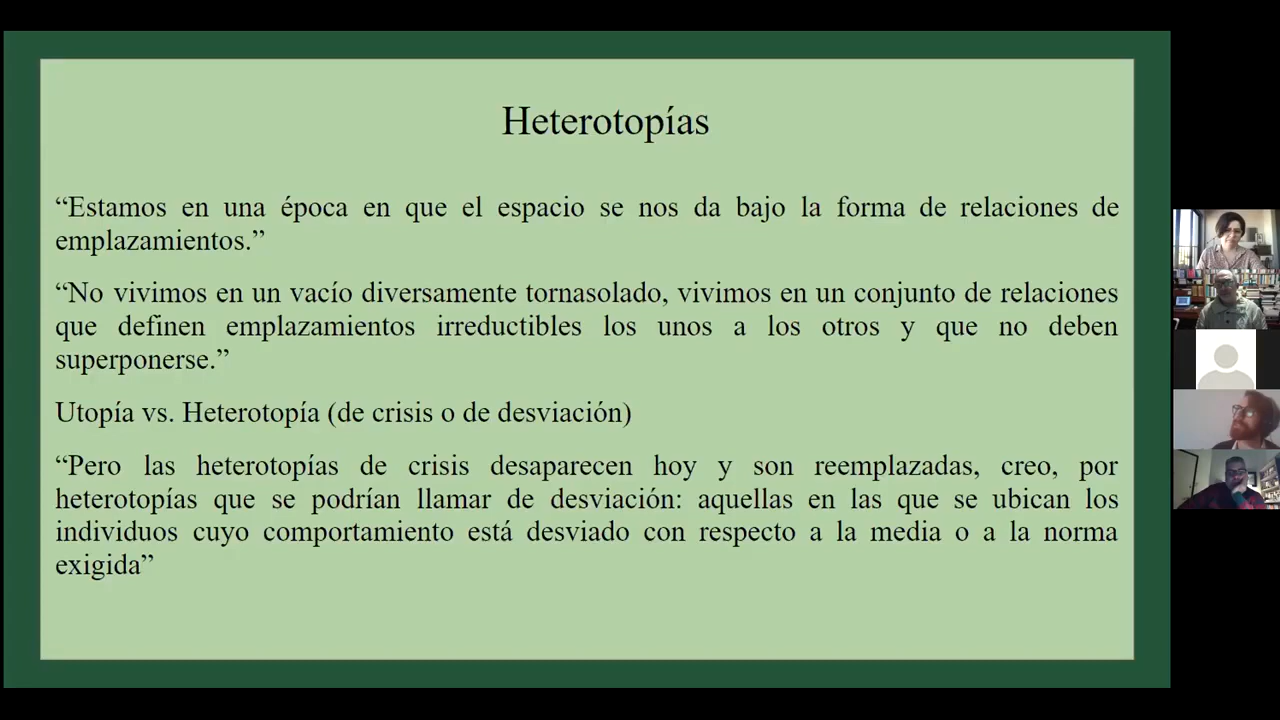 Heterotopías
“Estamos en una época en que el espacio se nos da bajo la forma de relaciones de
emplazamientos.”
“No vivimos en un vacío diversamente tornasolado, vivimos en un conjunto de relaciones
que definen emplazamientos irreductibles los unos a los otros y que no deben
superponerse.”
Utopía vs. Heterotopía (de crisis o de desviación)
“Pero las heterotopías de crisis desaparecen hoy y son reemplazadas, creo, por
heterotopías que se podrían llamar de desviación: aquellas en las que se ubican los
individuos cuyo comportamiento está desviado con respecto a la media o a la norma
exigida”